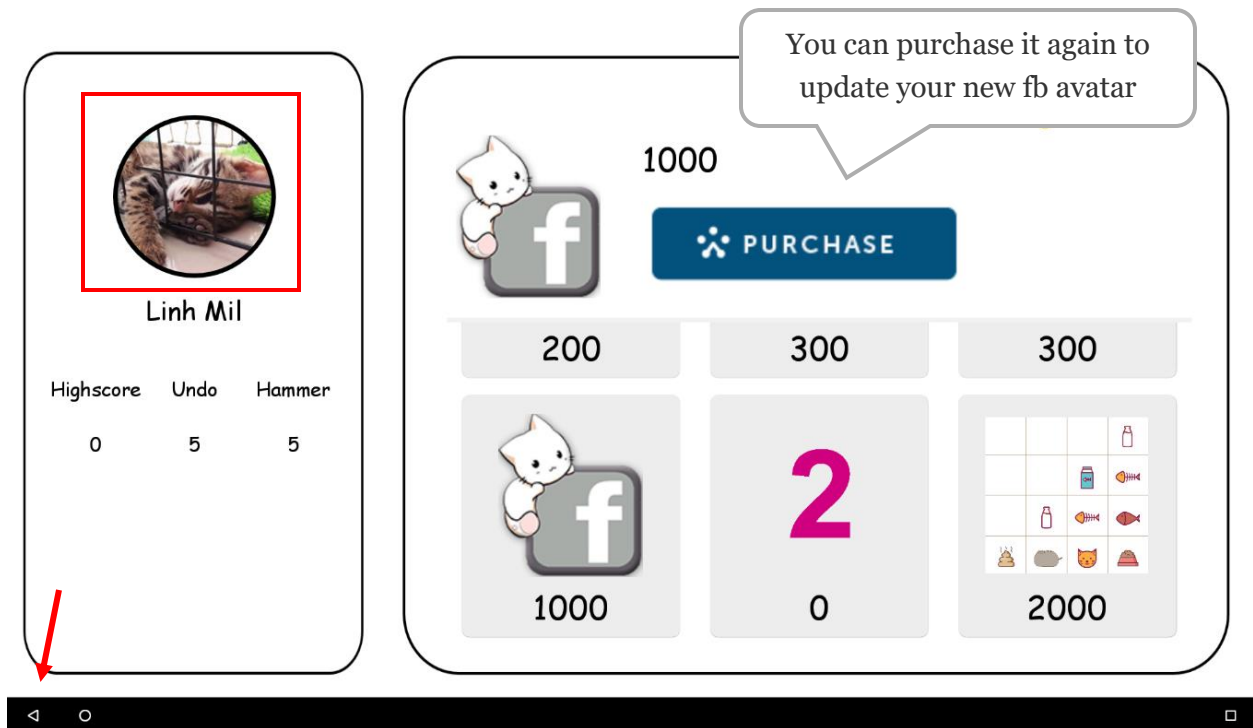 You can purchase it again to
update your new fb avatar
Linh Mil
Highscore Undo Hammer
0 5 5
1000
f
PURCHASE
200 300 300
f
2
1000 0 2000